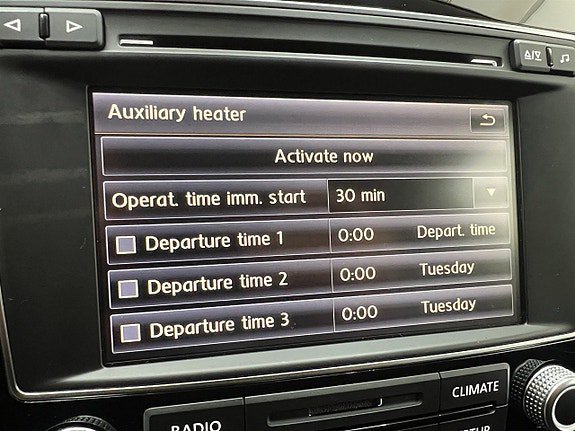 Auxiliary heater
Activate now
Operat. time imm. start 30 min
Departure time 1 0:00 Depart. time
Departure time 2 0:00 Tuesday
Departure time 3 0:00 Tuesday
CLIMATE
RADIO